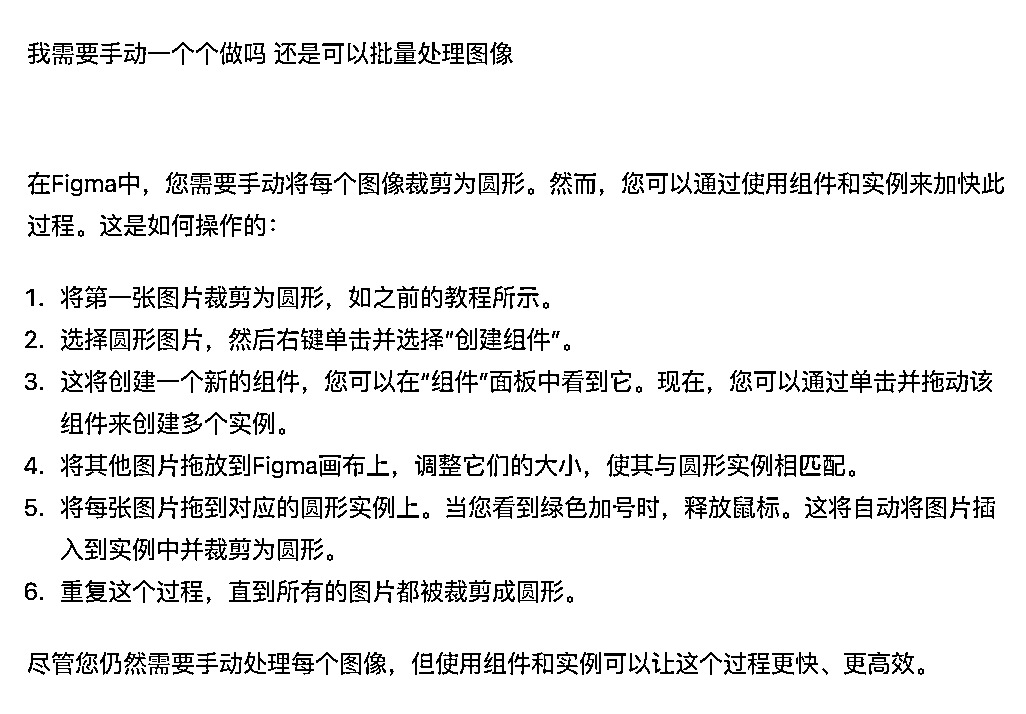 我需要手动一个个做吗 还是可以批量处理图像
在Figma中，您需要手动将每个图像裁剪为圆形。然而，您可以通过使用组件和实例来加快此
过程。这是如何操作的：
1. 将第一张图片裁剪为圆形，如之前的教程所示。
2. 选择圆形图片，然后右键单击并选择“创建组件”。
3. 这将创建一个新的组件，您可以在“组件”面板中看到它。现在，您可以通过单击并拖动该
组件来创建多个实例。
4. 将其他图片拖放到Figma画布上，调整它们的大小，使其与圆形实例相匹配。
5. 将每张图片拖到对应的圆形实例上。当您看到绿色加号时，释放鼠标。这将自动将图片插
入到实例中并裁剪为圆形。
6. 重复这个过程，直到所有的图片都被裁剪成圆形。
尽管您仍然需要手动处理每个图像，但使用组件和实例可以让这个过程更快、更高效。